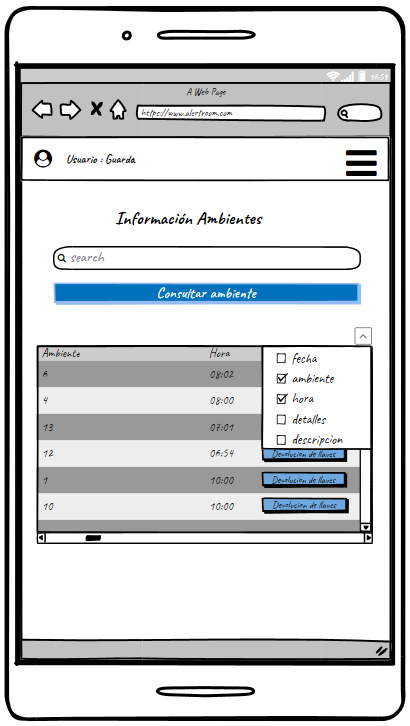 A Web Page
https://www.alertroom.com
Usuario : Guarda
Información Ambientes
search
Consultar ambiente
Ambiente Hora
fecha
ambiente
hora
detalles
descripcion
6 08:02
4 08:00
13 07:01
12 06:54 Devolucion de llaves
1 10:00 Devolucion de llaves
10 10:00 Devolucion de llaves